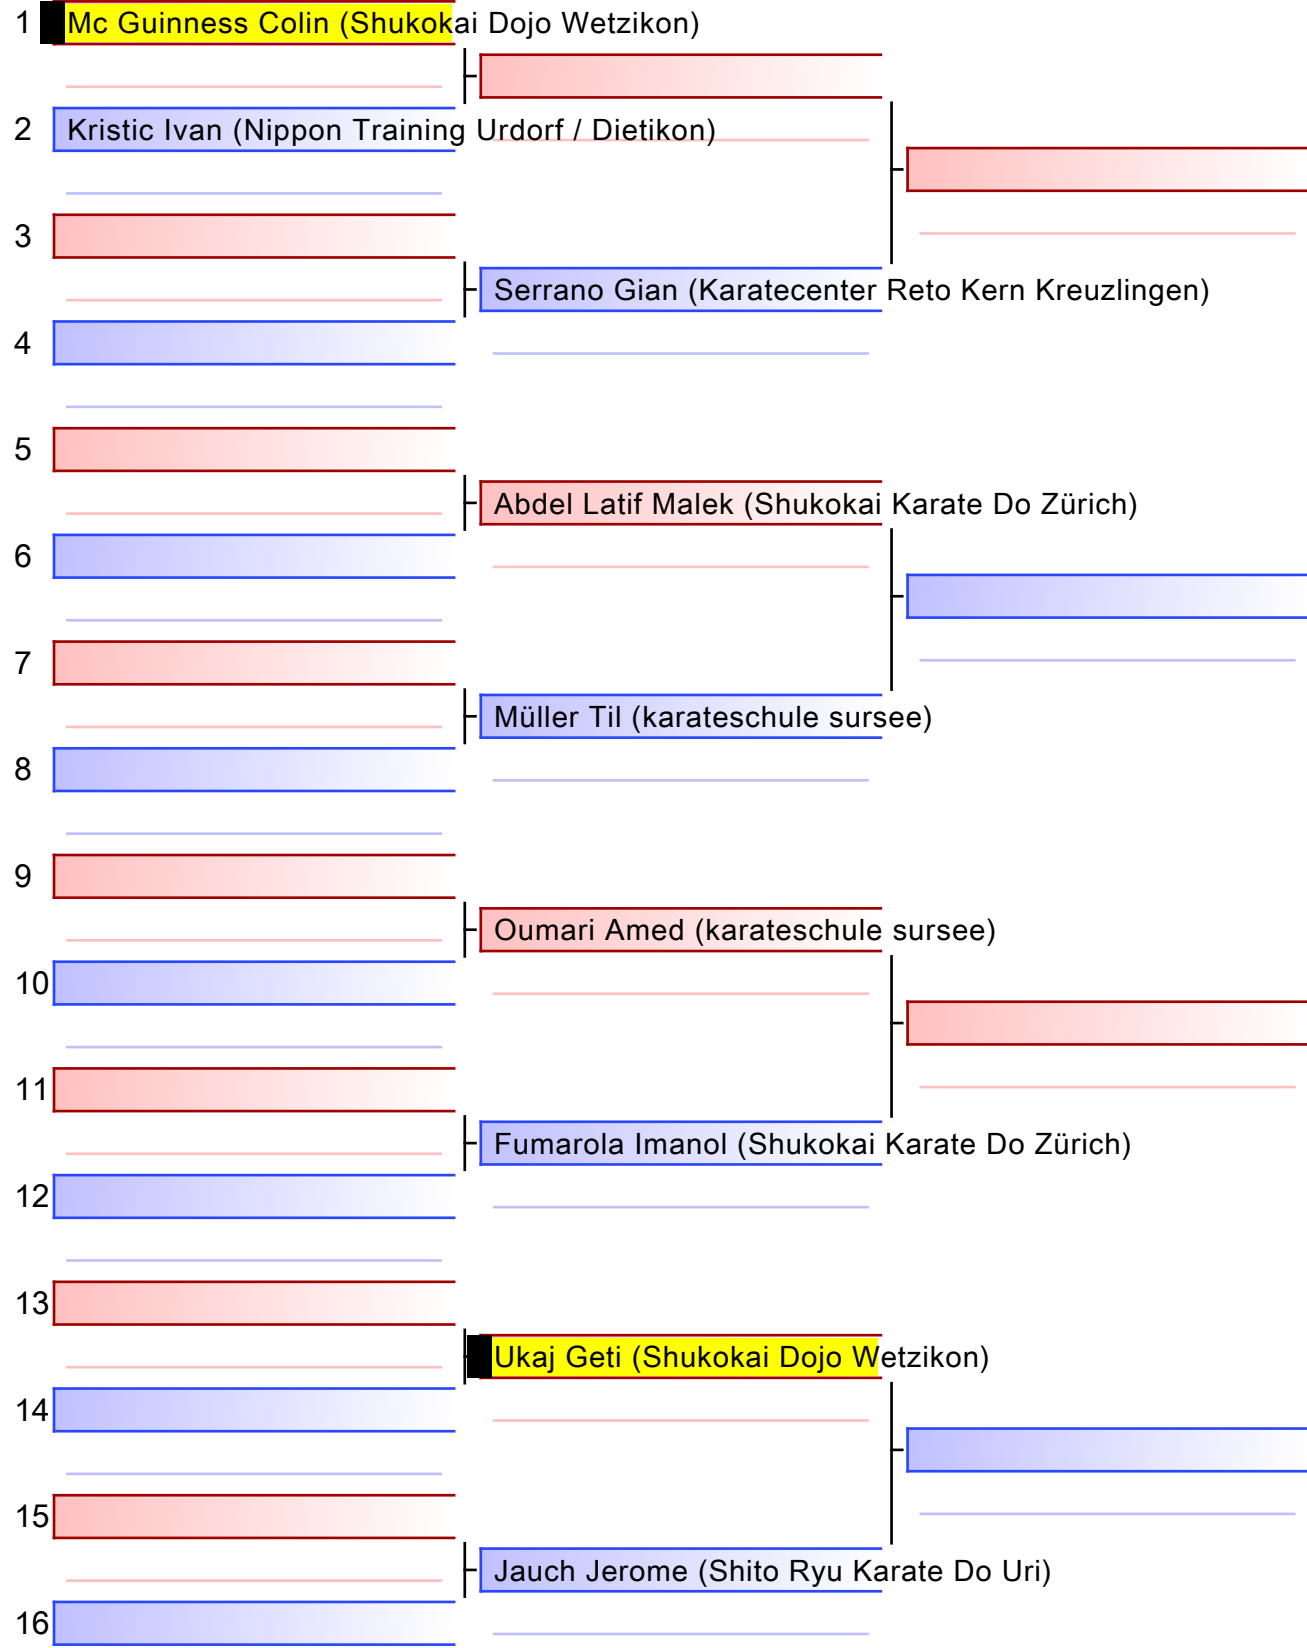 1 Mc Guinness Colin (Shukokai Dojo Wetzikon)
2 Kristic Ivan (Nippon Training Urdorf / Dietikon)
3
Serrano Gian (Karatecenter Reto Kern Kreuzlingen)
4
5
Abdel Latif Malek (Shukokai Karate Do Zürich)
6
7
Müller Til (karateschule sursee)
8
9
Oumari Amed (karateschule sursee)
10
11
Fumarola Imanol (Shukokai Karate Do Zürich)
12
13
Ukaj Geti (Shukokai Dojo Wetzikon)
14
15
Jauch Jerome (Shito Ryu Karate Do Uri)
16